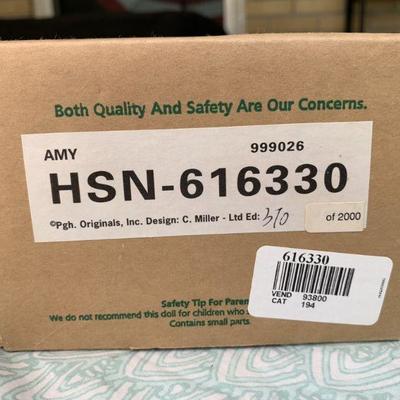 Both Quality And Safety Are Our Concerns.
AMY 999026
HSN-616330
©Pgh. Originals, Inc. Design: C. Miller - Ltd Ed: 370 of 2000
616330
VEND 93800
CAT 194
Safety Tip For Paren
We do not recommend this doll for children who
Contains small parts.